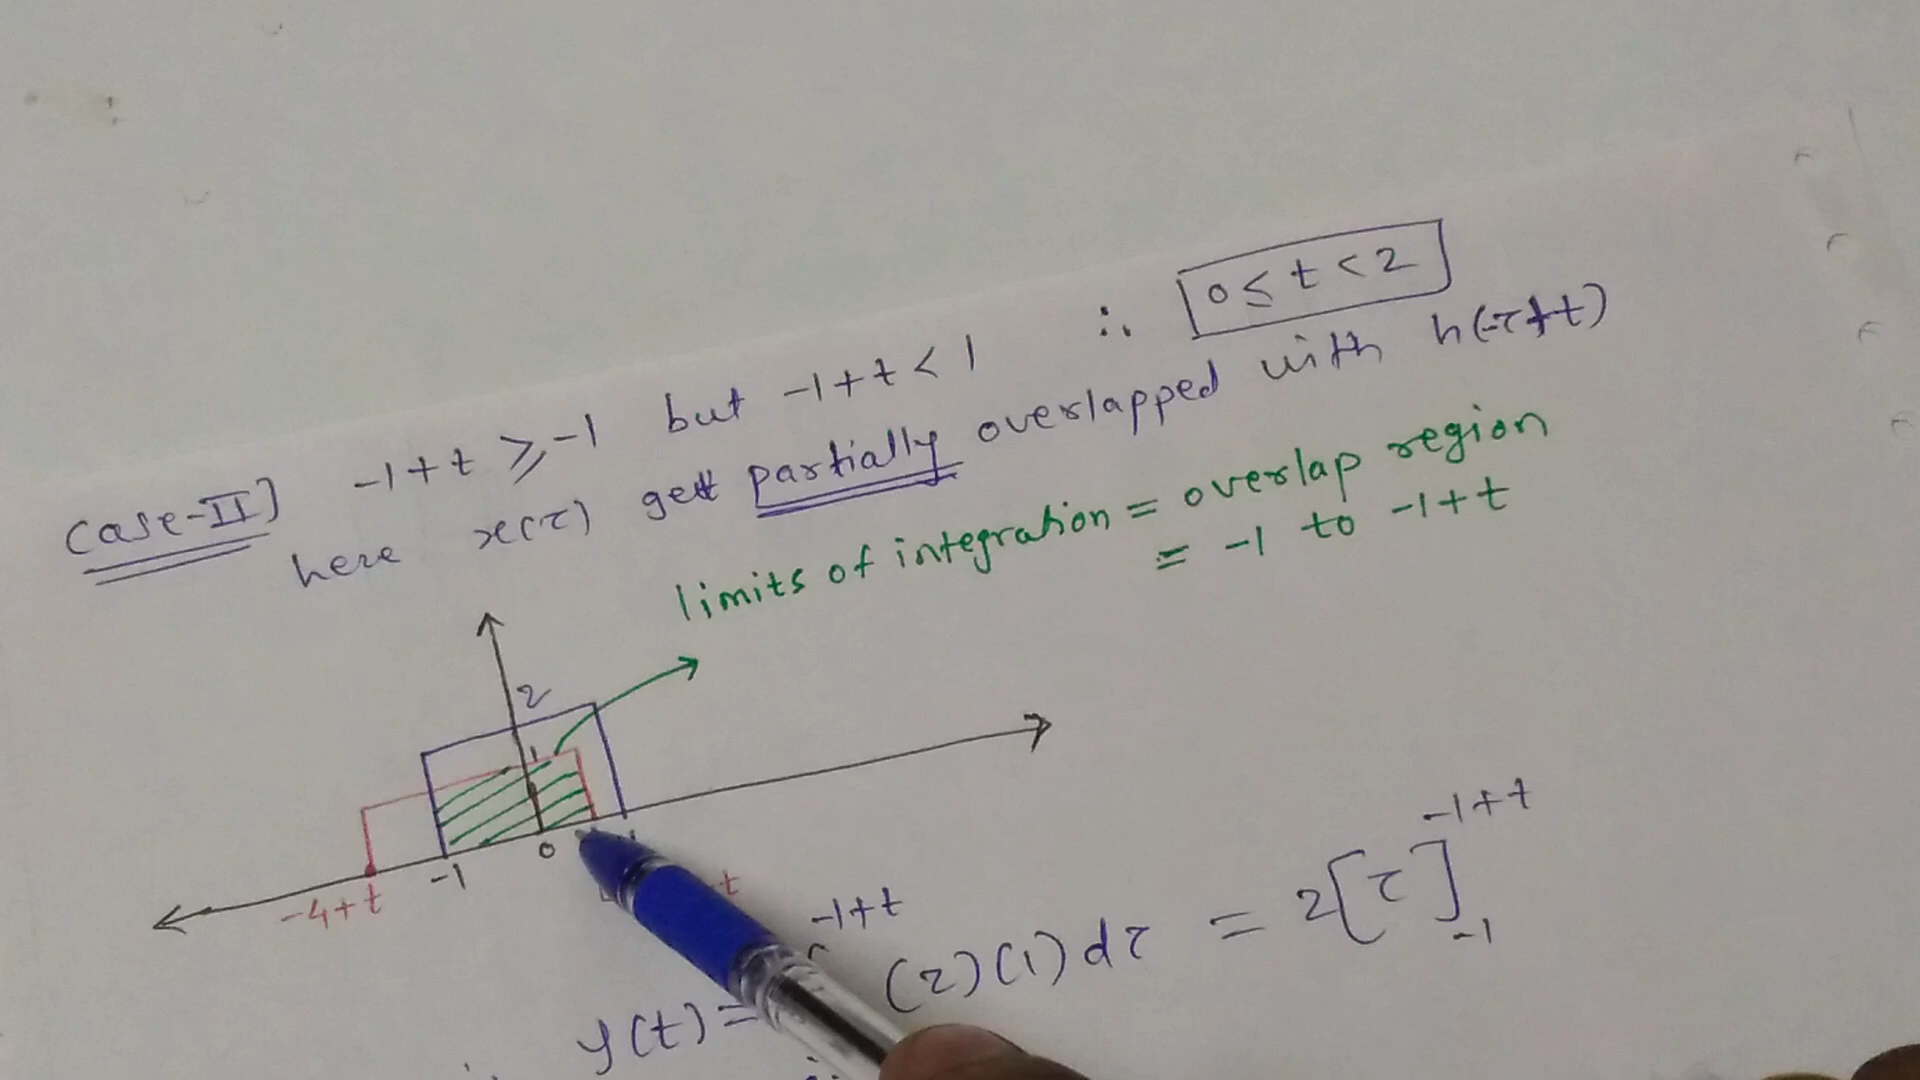 Case-II] -1+t ≥ -1 but -1+t < 1 ∴ 0 ≤ t < 2
here x(τ) get partially overlapped with h(-τ+t)
limits of integration = overlap region
= -1 to -1+t
2
1
-4+t -1 0 t
y(t) = ∫ (2)(1)dτ = 2[τ]
-1+t -1+t
-1